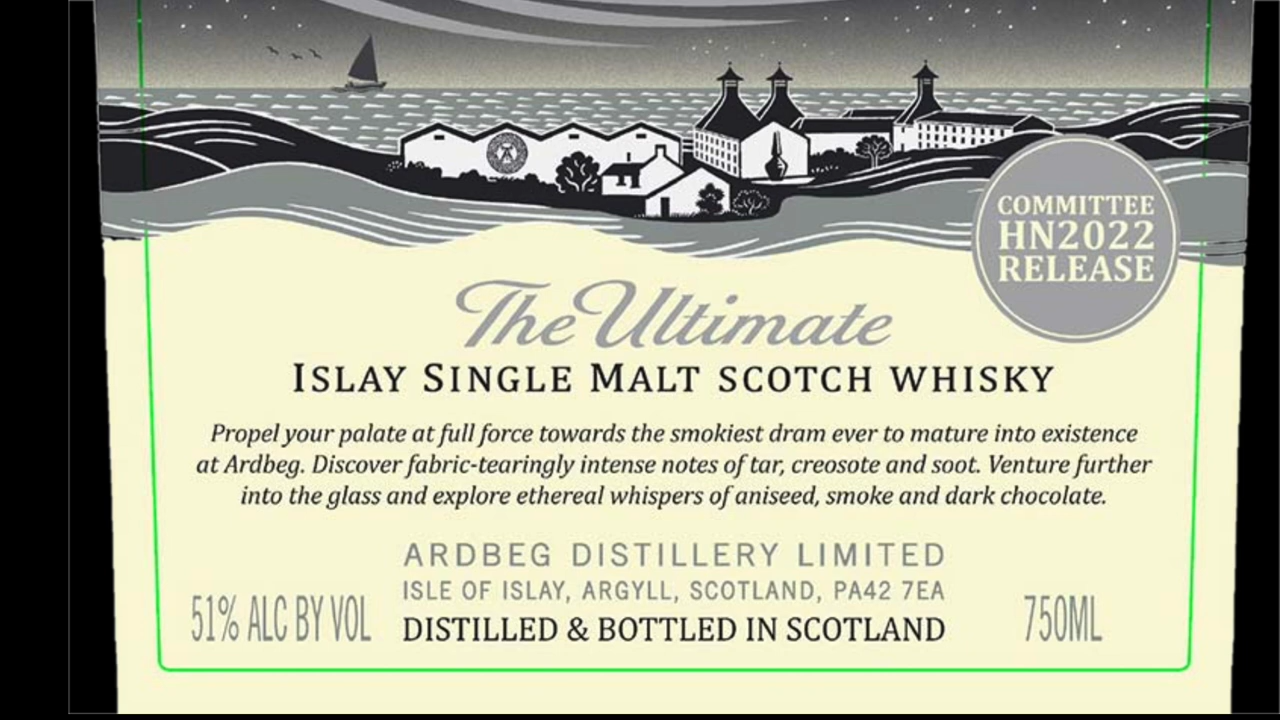 COMMITTEE
HN2022
RELEASE
The Ultimate
ISLAY SINGLE MALT SCOTCH WHISKY
Propel your palate at full force towards the smokiest dram ever to mature into existence
at Ardbeg. Discover fabric-tearingly intense notes of tar, creosote and soot. Venture further
into the glass and explore ethereal whispers of aniseed, smoke and dark chocolate.
ARDBEG DISTILLERY LIMITED
ISLE OF ISLAY, ARGYLL, SCOTLAND, PA42 7EA
51% ALC BY VOL
DISTILLED & BOTTLED IN SCOTLAND
750ML